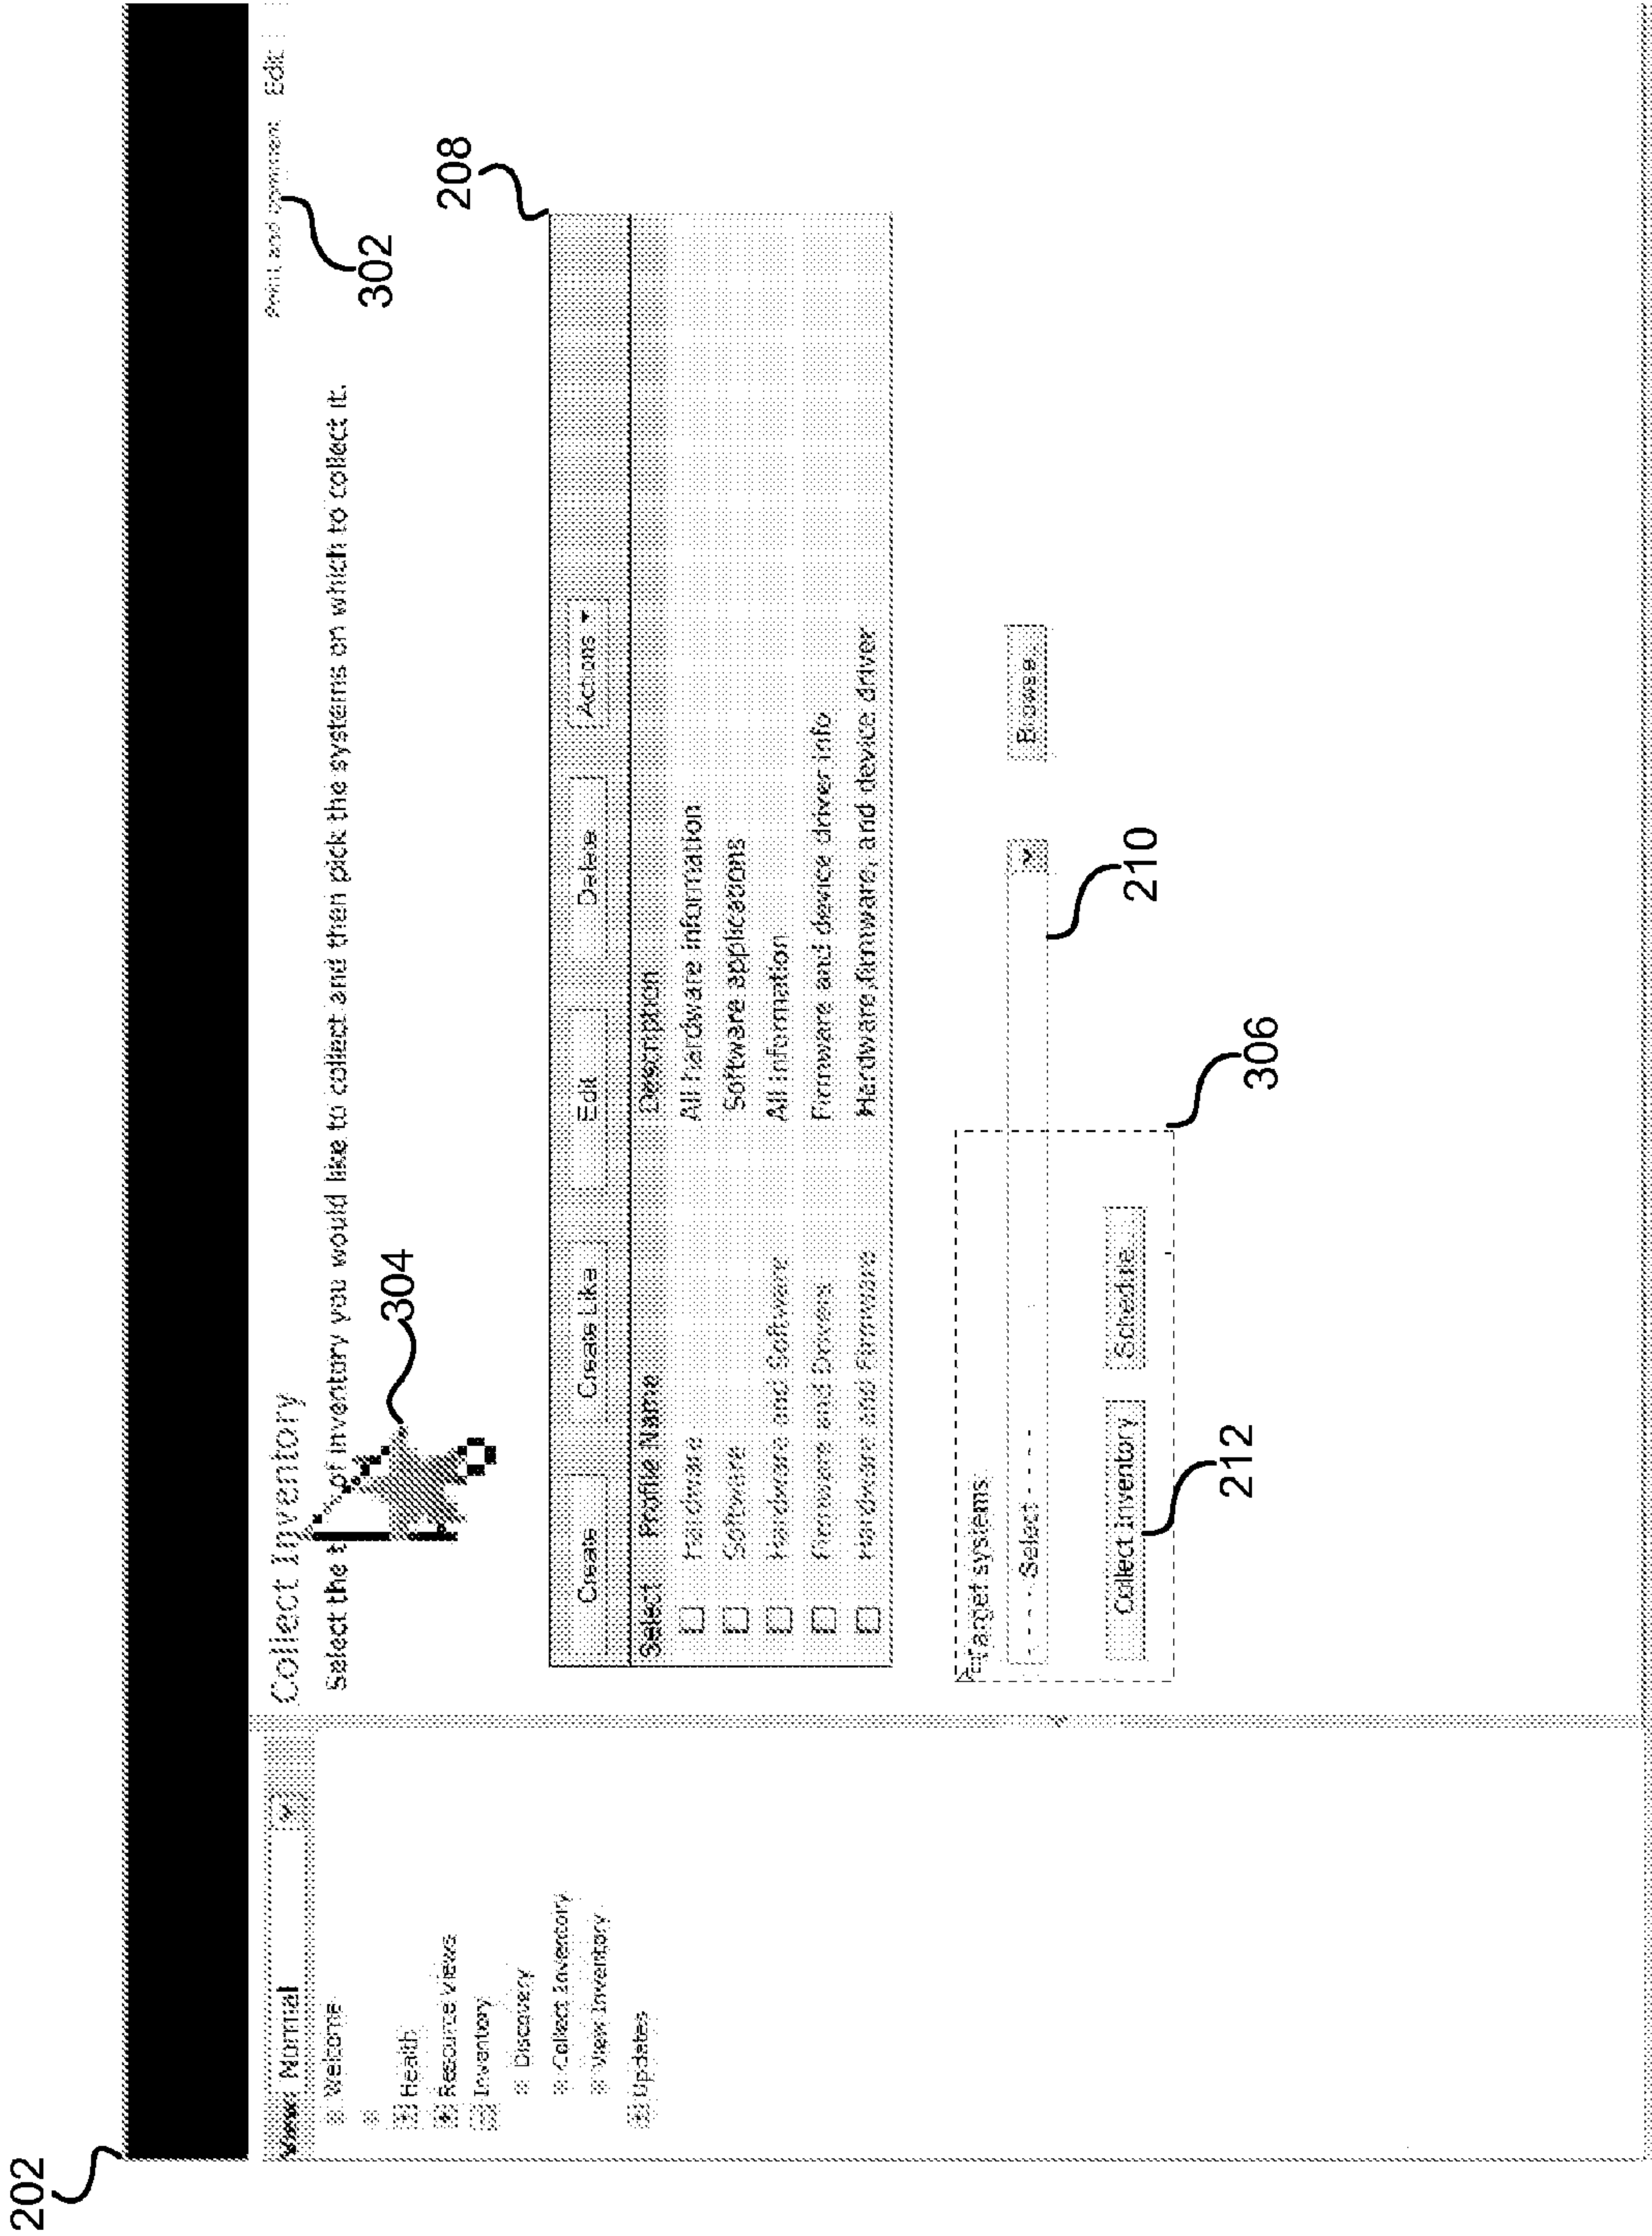 202
View: Normal
Welcome
Health
Resource Views
Inventory
Discovery
Collect Inventory
View Inventory
Updates
Collect Inventory
Print and comment Edit
302
Select the t of inventory you would like to collect and then pick the systems on which to collect it.
304
208
Create Create Like Edit Delete Actions
Select Profile Name Description
Hardware All hardware information
Software Software applications
Hardware and Software All Information
Firmware and Drivers Firmware and device driver info
Hardware and Firmware Hardware, firmware, and device driver
Target systems
- - - - Select - - - - Browse...
210
Collect Inventory Schedule...
306
212